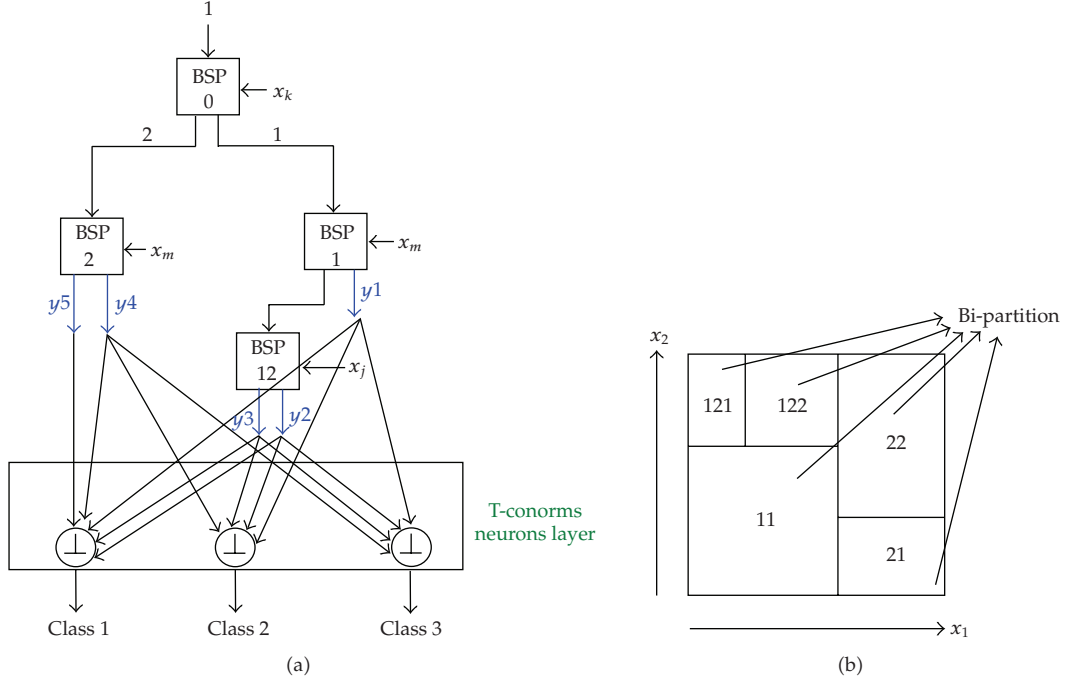 1
BSP
0
x_k
2
1
BSP
2
x_m
BSP
1
x_m
y5
y4
y1
BSP
12
x_j
y3
y2
T-conorms
neurons layer
⊥
⊥
⊥
Class 1
Class 2
Class 3
(a)
Bi-partition
x_2
121
122
22
11
21
x_1
(b)